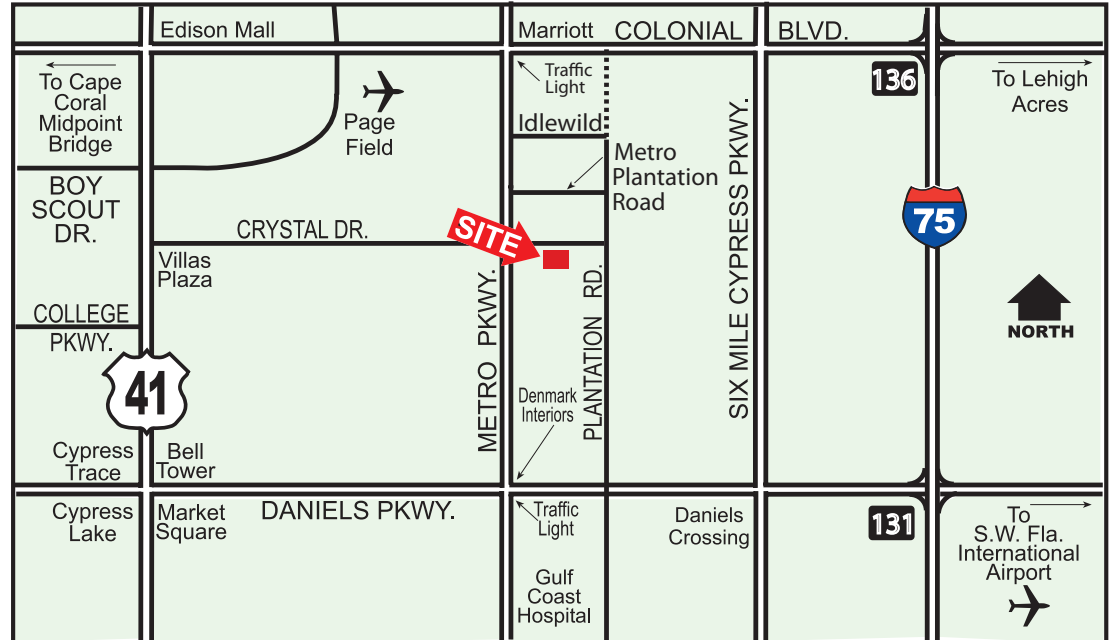 Edison Mall
Marriott
COLONIAL
BLVD.
To Cape
Coral
Midpoint
Bridge
Page
Field
Traffic
Light
Idlewild
136
To Lehigh
Acres
Metro
Plantation
Road
BOY
SCOUT
DR.
CRYSTAL DR.
SITE
75
Villas
Plaza
METRO PKWY.
PLANTATION RD.
SIX MILE CYPRESS PKWY.
NORTH
COLLEGE
PKWY.
41
Denmark
Interiors
Cypress
Trace
Bell
Tower
Cypress
Lake
Market
Square
DANIELS PKWY.
Traffic
Light
Daniels
Crossing
131
To
S.W. Fla.
International
Airport
Gulf
Coast
Hospital